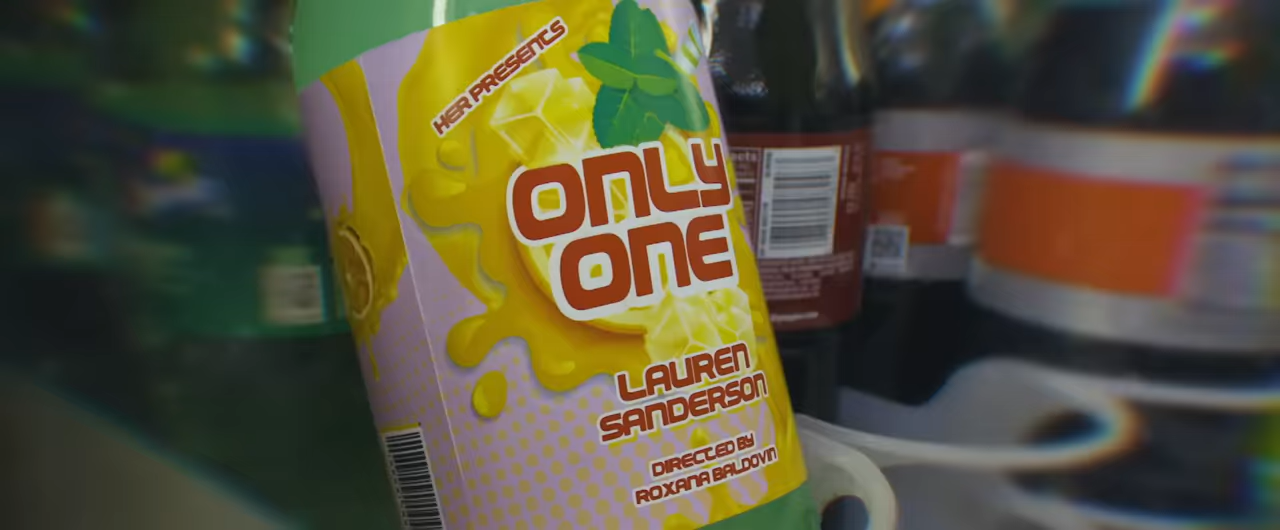 HER PRESENTS
ONLY
ONE
LAUREN
SANDERSON
DIRECTED BY
ROXANA BALDOVIN